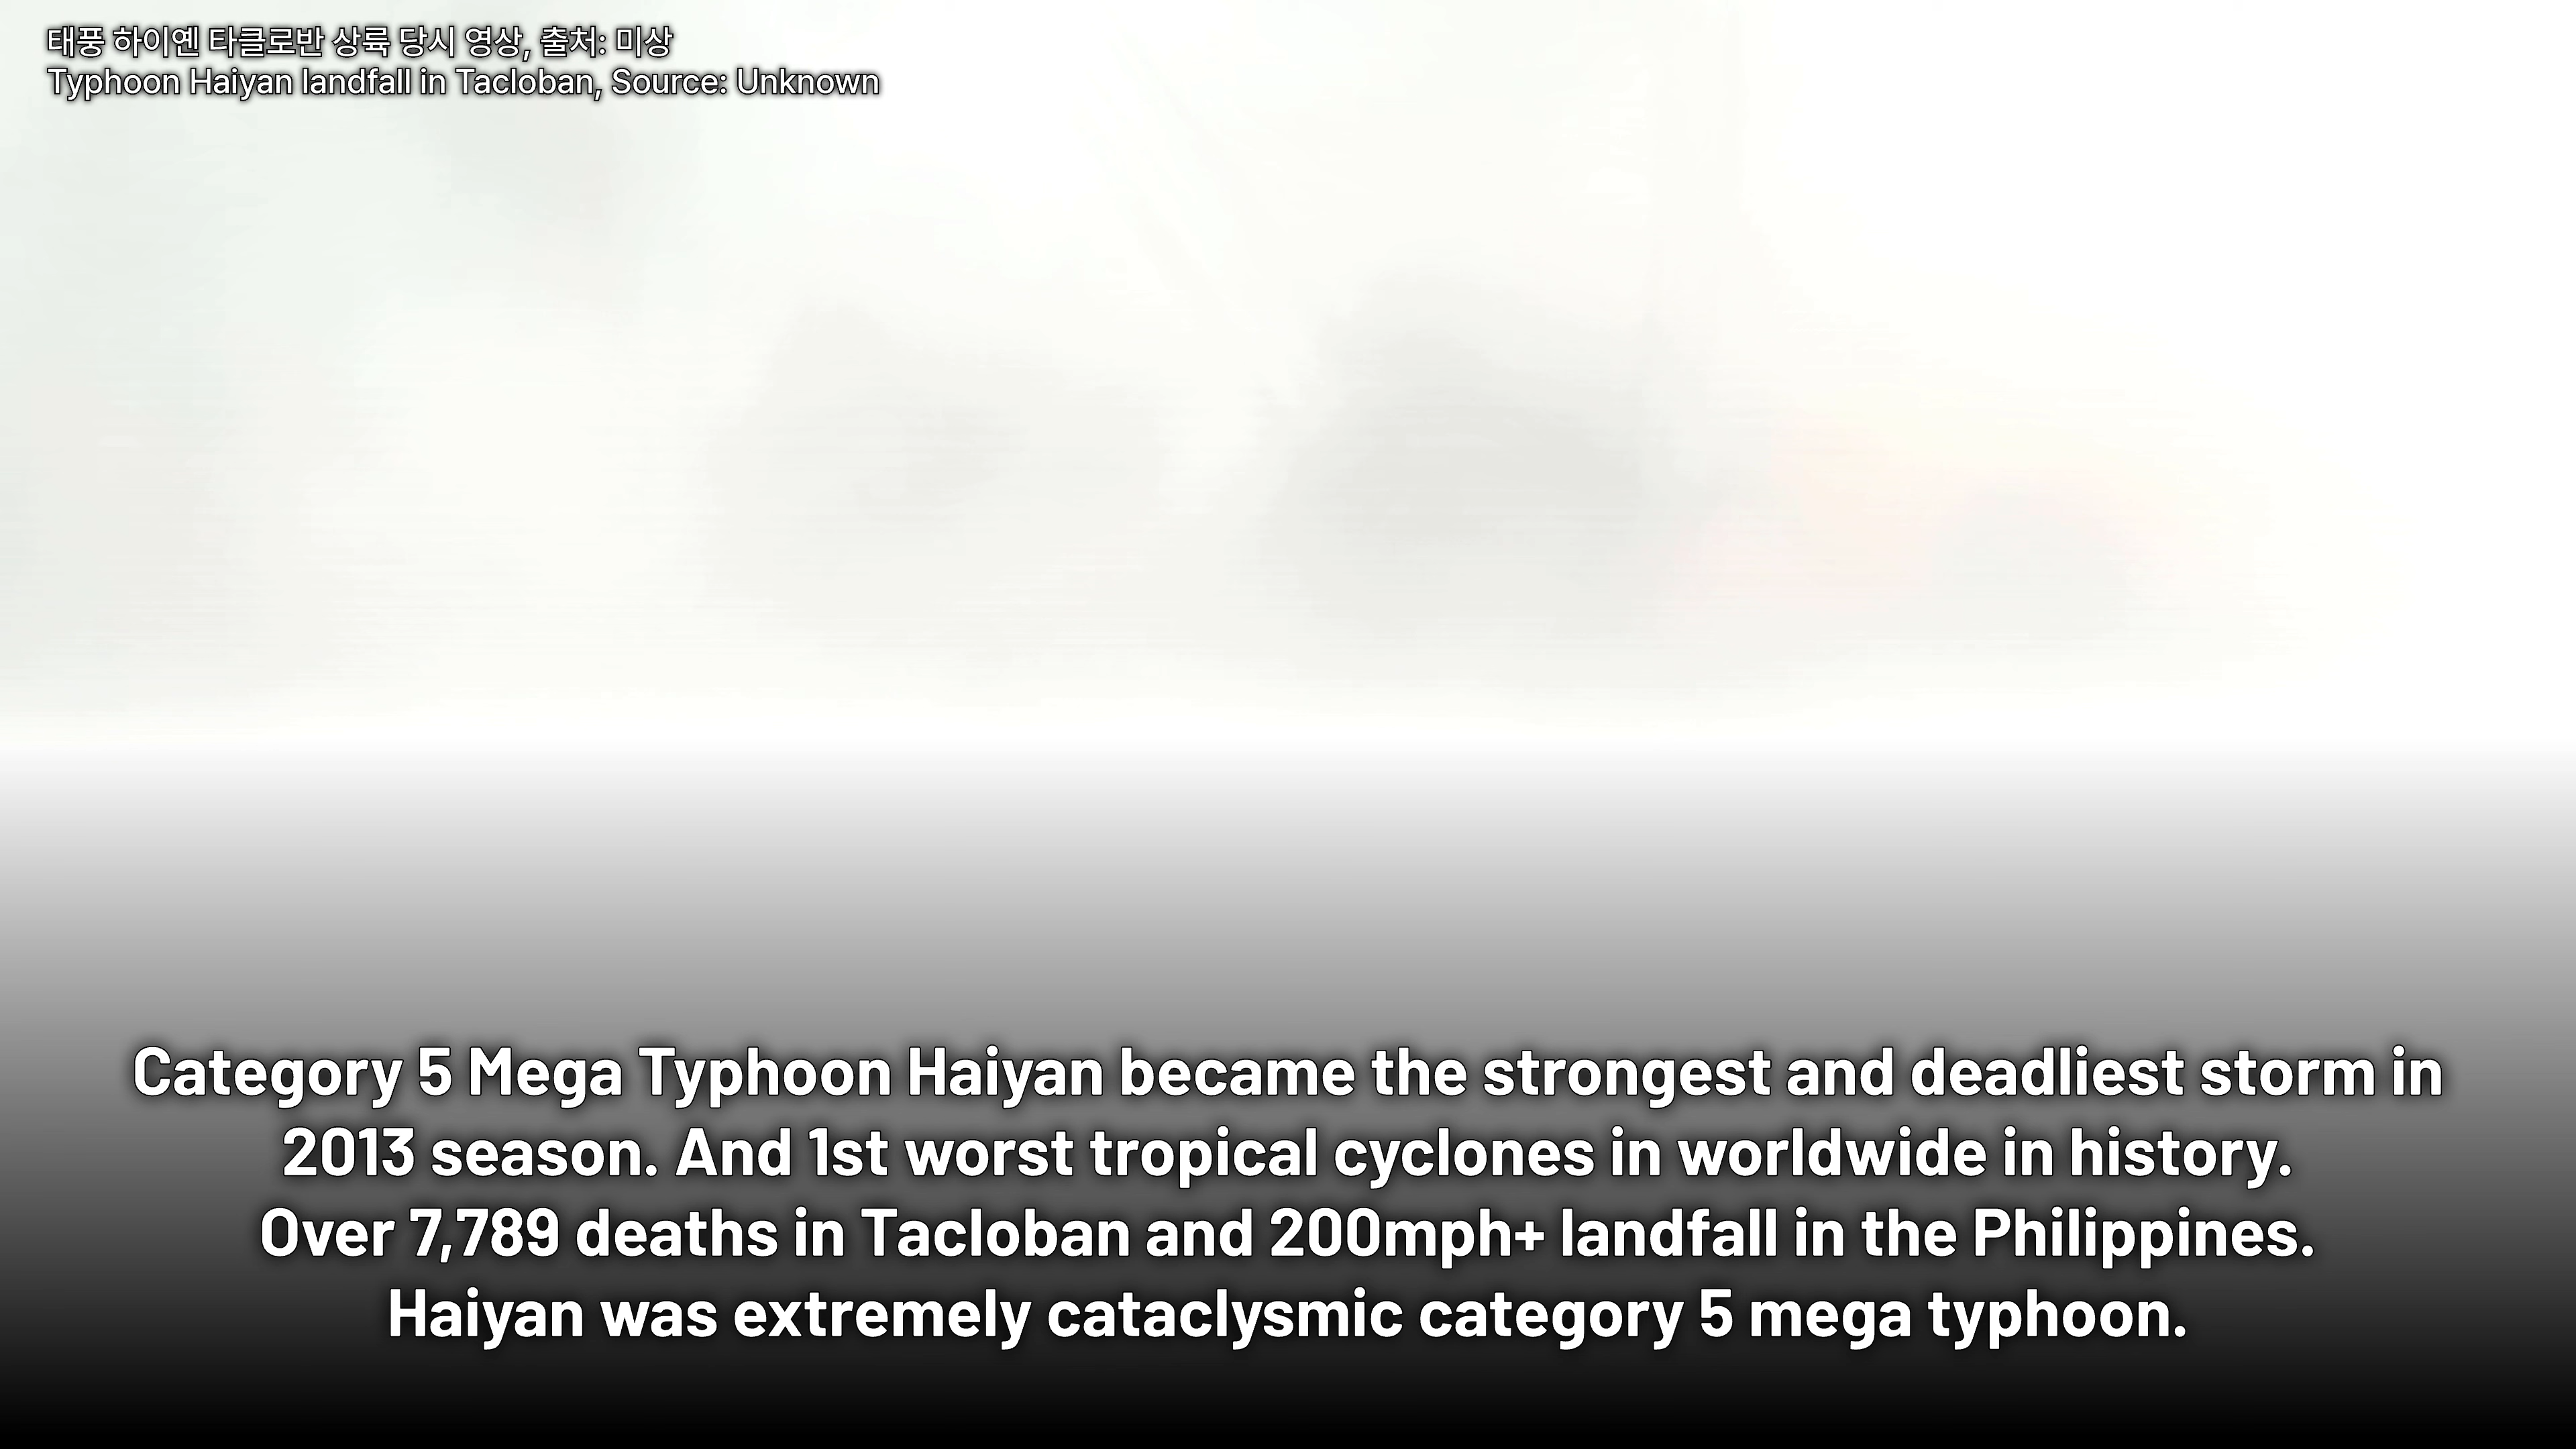 태풍 하이옌 타클로반 상륙 당시 영상, 출처: 미상
Typhoon Haiyan landfall in Tacloban, Source: Unknown
Category 5 Mega Typhoon Haiyan became the strongest and deadliest storm in
2013 season. And 1st worst tropical cyclones in worldwide in history.
Over 7,789 deaths in Tacloban and 200mph+ landfall in the Philippines.
Haiyan was extremely cataclysmic category 5 mega typhoon.